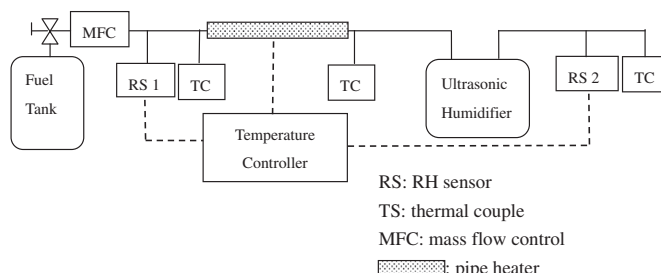 MFC
Fuel
Tank
RS 1
TC
TC
Ultrasonic
Humidifier
RS 2
TC
Temperature
Controller
RS: RH sensor
TS: thermal couple
MFC: mass flow control
: pipe heater